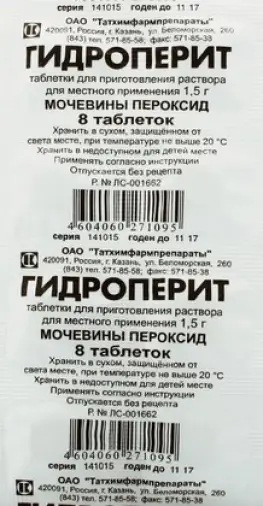 серия 141015 годен до 11 17
ОАО "Татхимфармпрепараты"
420091, Россия, г. Казань, ул. Беломорская, 260
(843) тел. 571-85-58; факс: 571-85-38
ГИДРОПЕРИТ
таблетки для приготовления раствора
для местного применения 1,5 г
МОЧЕВИНЫ ПЕРОКСИД
8 таблеток
Хранить в сухом, защищённом от
света месте, при температуре не выше 20 °С
Хранить в недоступном для детей месте
Применять согласно инструкции
Отпускается без рецепта
Р. № ЛС-001662
4 604060 271095
серия 141015 годен до 11 17
ОАО "Татхимфармпрепараты"
420091, Россия, г. Казань, ул. Беломорская, 260
(843) тел. 571-85-58; факс: 571-85-38
ГИДРОПЕРИТ
таблетки для приготовления раствора
для местного применения 1,5 г
МОЧЕВИНЫ ПЕРОКСИД
8 таблеток
Хранить в сухом, защищённом от
света месте, при температуре не выше 20 °С
Хранить в недоступном для детей месте
Применять согласно инструкции
Отпускается без рецепта
Р. № ЛС-001662
4 604060 271095
серия 141015 годен до 11 17
ОАО "Татхимфармпрепараты"
420091, Россия, г. Казань, ул. Беломорская, 260
(843) тел. 571-85-58; факс: 571-85-38